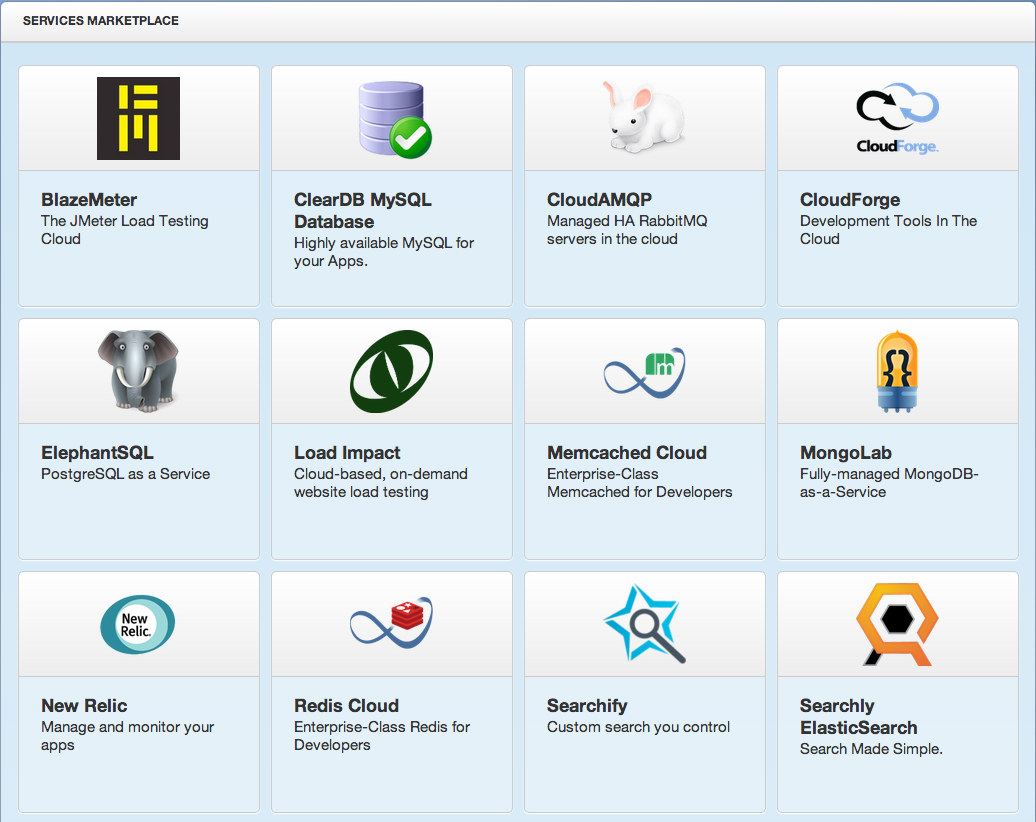 SERVICES MARKETPLACE
CloudForge.
BlazeMeter
The JMeter Load Testing
Cloud
ClearDB MySQL
Database
Highly available MySQL for
your Apps.
CloudAMQP
Managed HA RabbitMQ
servers in the cloud
CloudForge
Development Tools In The
Cloud
m
{}
ElephantSQL
PostgreSQL as a Service
Load Impact
Cloud-based, on-demand
website load testing
Memcached Cloud
Enterprise-Class
Memcached for Developers
MongoLab
Fully-managed MongoDB-
as-a-Service
New
Relic.
New Relic
Manage and monitor your
apps
Redis Cloud
Enterprise-Class Redis for
Developers
Searchify
Custom search you control
Searchly
ElasticSearch
Search Made Simple.